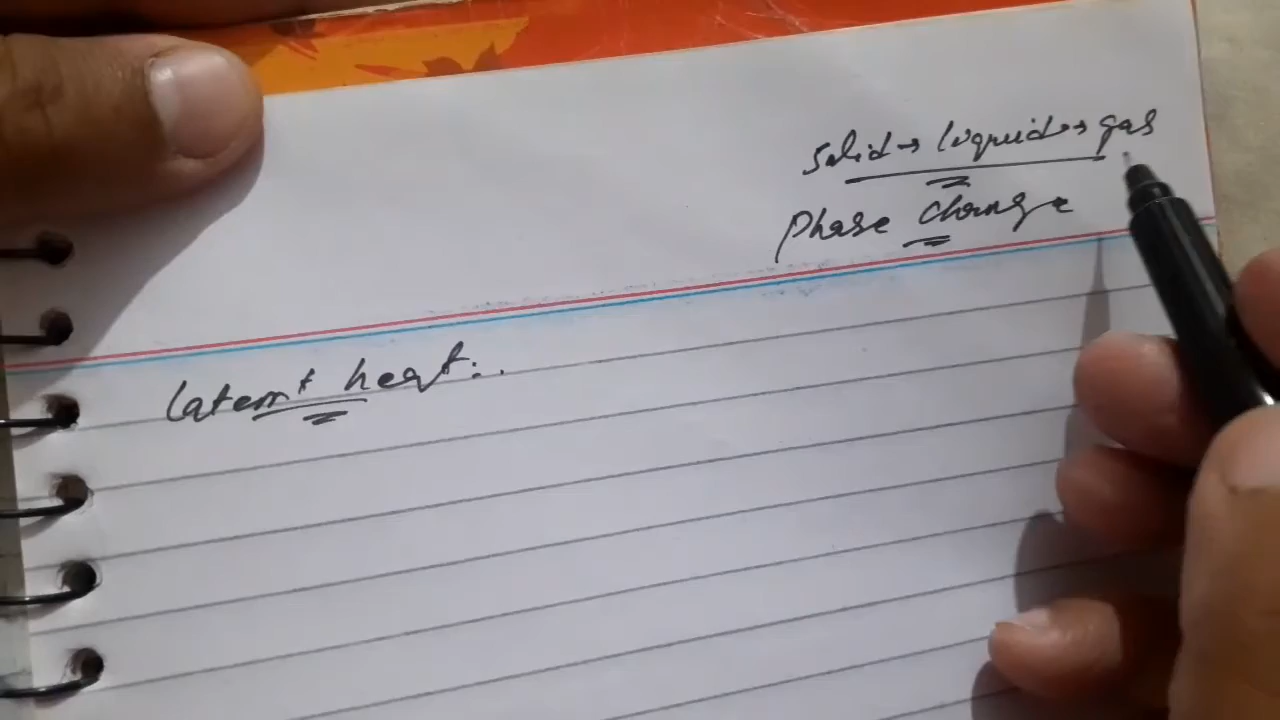 Solid → liquid → gas
Phase change
latent heat:.